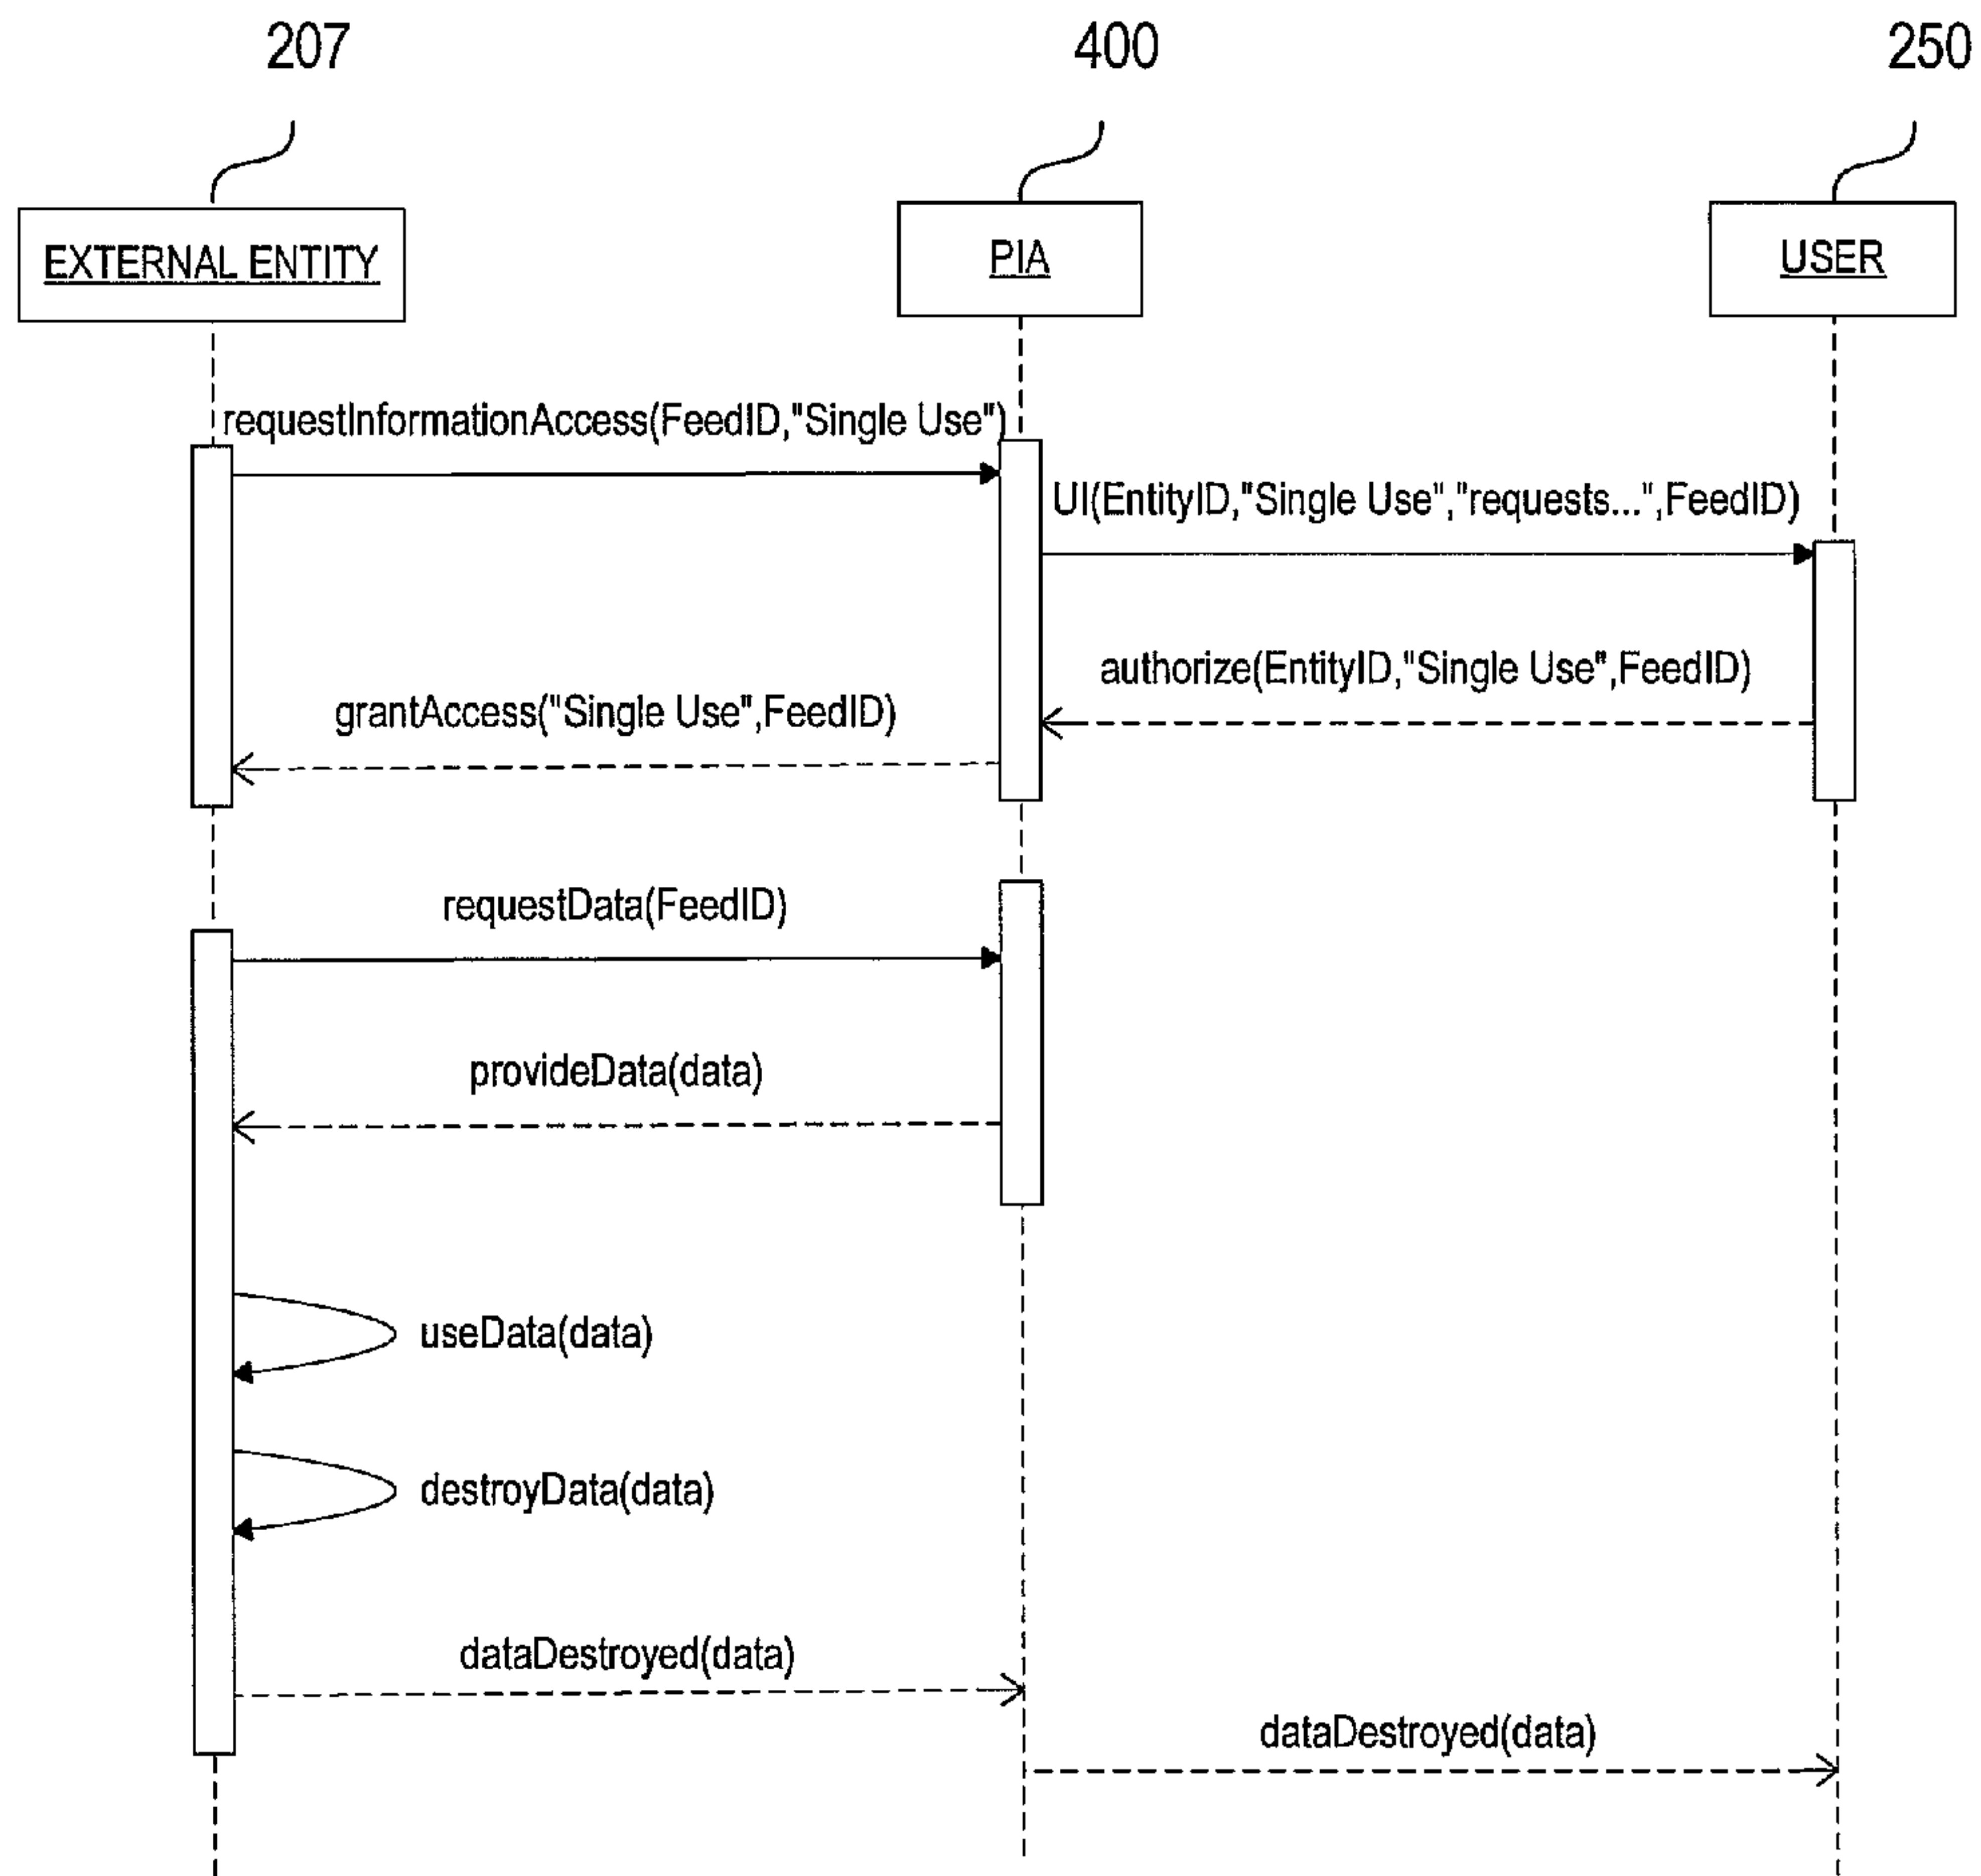 207
400
250
EXTERNAL ENTITY
PIA
USER
requestInformationAccess(FeedID,"Single Use")
UI(EntityID,"Single Use","requests...",FeedID)
authorize(EntityID,"Single Use",FeedID)
grantAccess("Single Use",FeedID)
requestData(FeedID)
provideData(data)
useData(data)
destroyData(data)
dataDestroyed(data)
dataDestroyed(data)